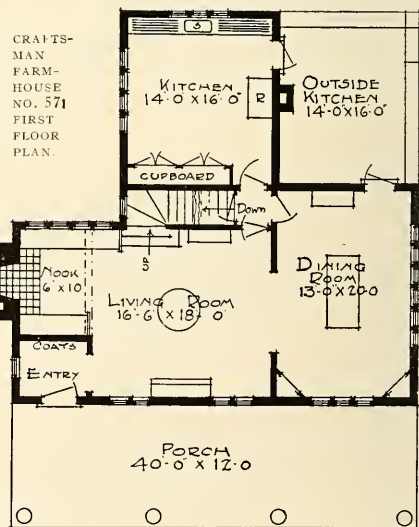 CRAFTS-
MAN
FARM-
HOUSE
NO. 571
FIRST
FLOOR
PLAN.
S
KITCHEN
14-0 X 16-0"
R
OUTSIDE
KITCHEN
14-0 X 16-0"
CUPBOARD
Down
UP
NOOK
6' X 10
LIVING ROOM
16'-6" X 18'-0"
DINING
ROOM
13'-0" X 20-0
COATS
ENTRY
PORCH
40'-0" X 12-0